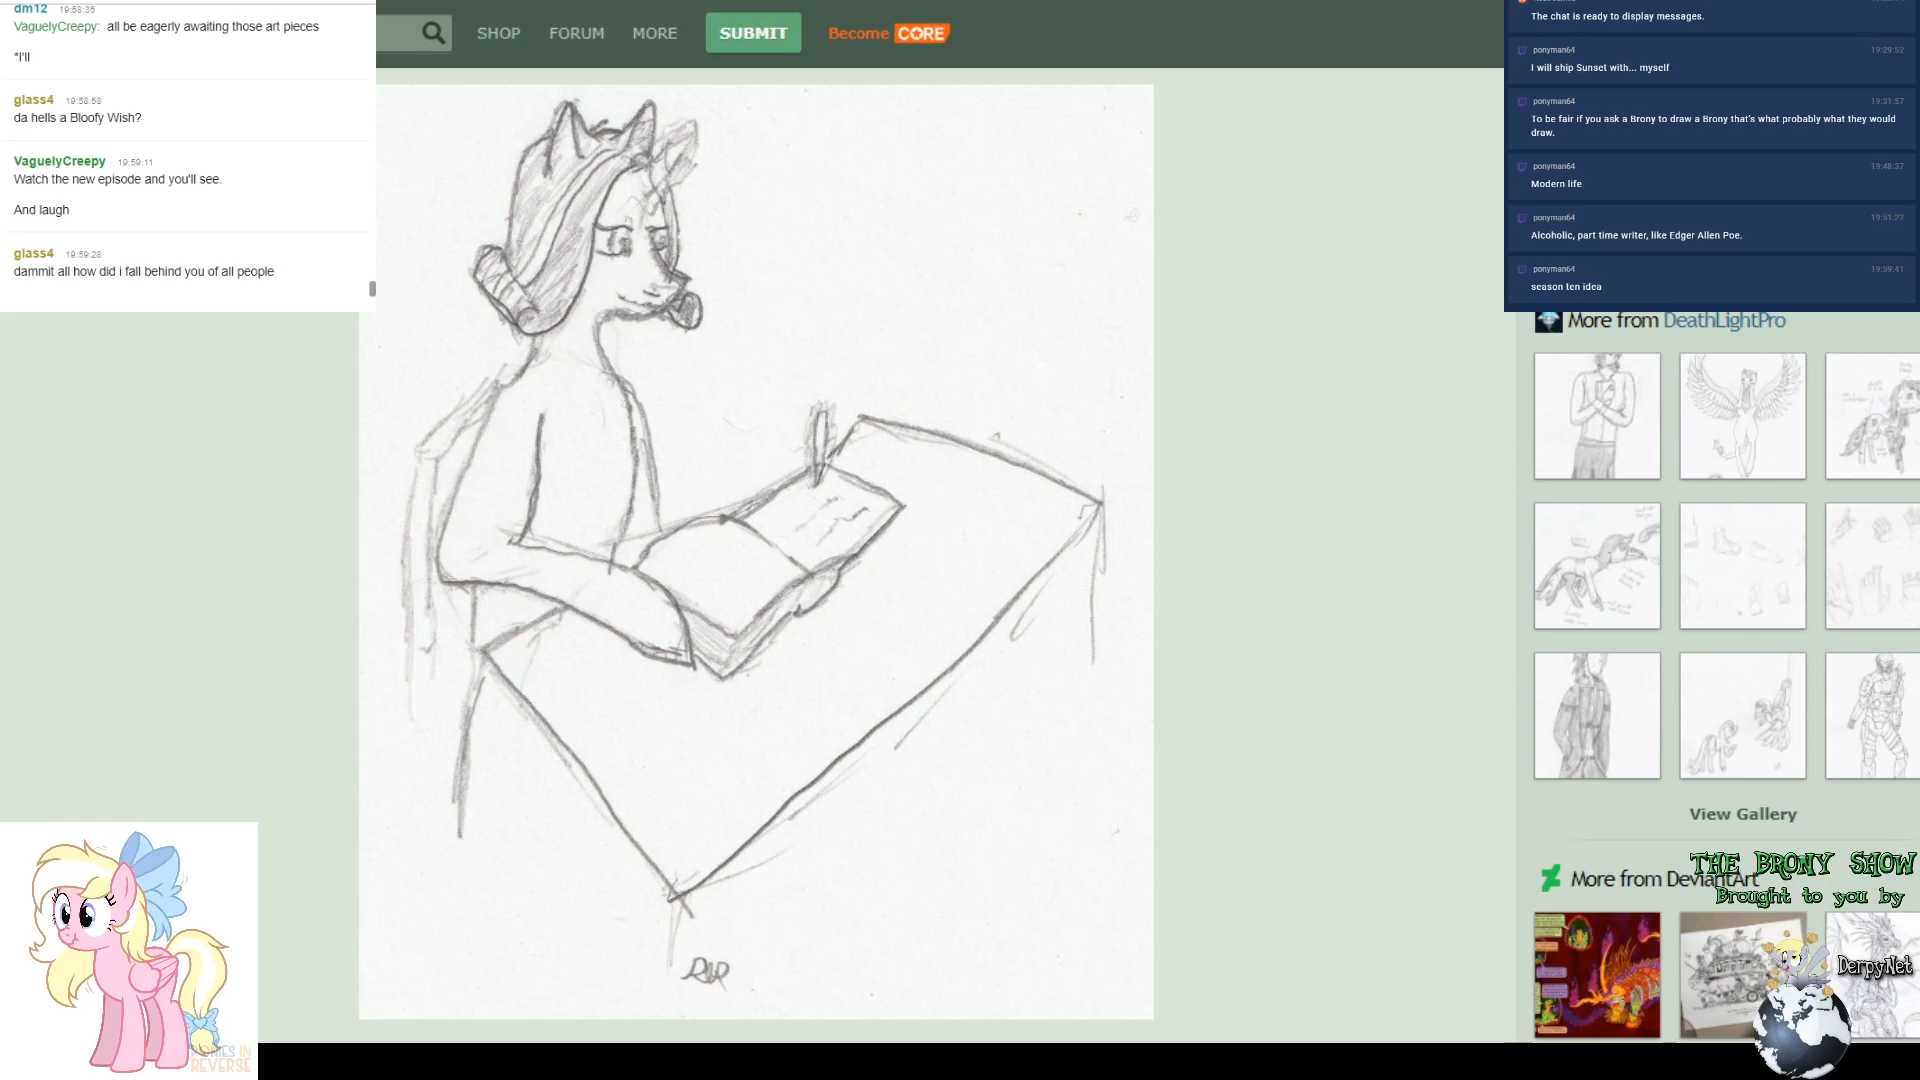 dm12 19:58:35
VaguelyCreepy: all be eagerly awaiting those art pieces
*I'll
glass4 19:58:58
da hells a Bloofy Wish?
VaguelyCreepy 19:59:11
Watch the new episode and you'll see.
And laugh
glass4 19:59:28
dammit all how did i fall behind you of all people
SHOP FORUM MORE SUBMIT Become CORE
The chat is ready to display messages.
ponyman64 19:29:52
I will ship Sunset with... myself
ponyman64 19:31:57
To be fair if you ask a Brony to draw a Brony that's what probably what they would
draw.
ponyman64 19:48:37
Modern life
ponyman64 19:51:22
Alcoholic, part time writer, like Edger Allen Poe.
ponyman64 19:59:41
season ten idea
More from DeathLightPro
View Gallery
More from DeviantArt
THE BRONY SHOW
Brought to you by
DerpyNet
PONIES IN
REVERSE